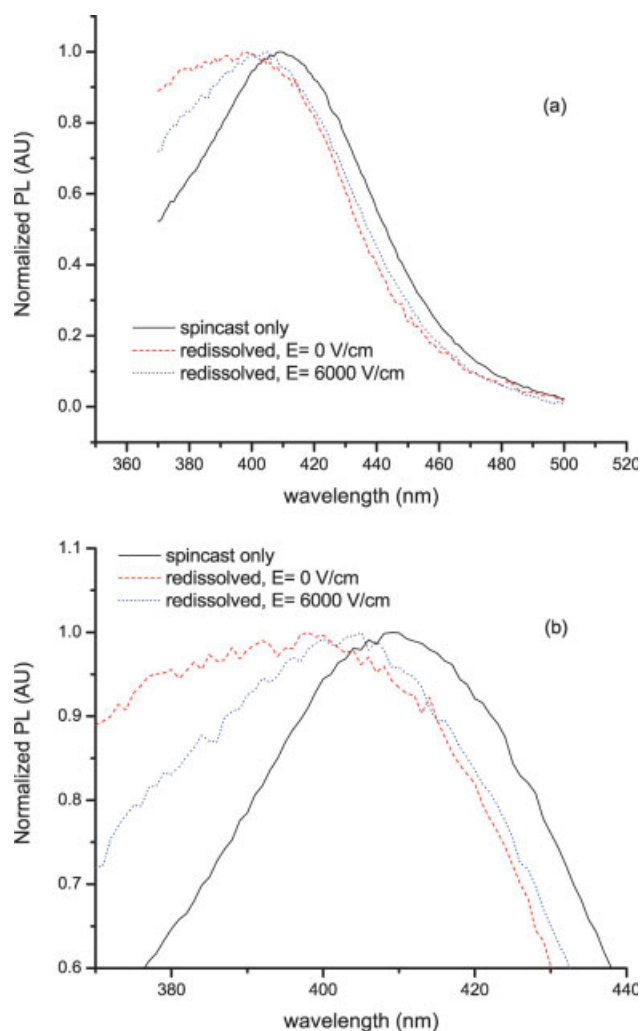 1.0
0.8
0.6
0.4
0.2
0.0
Normalized PL (AU)
(a)
spincast only
redissolved, E= 0 V/cm
redissolved, E= 6000 V/cm
360 380 400 420 440 460 480 500 520
wavelength (nm)
1.1
1.0
0.9
0.8
0.7
0.6
Normalized PL (AU)
spincast only
redissolved, E= 0 V/cm
redissolved, E= 6000 V/cm
(b)
380 400 420 440
wavelength (nm)